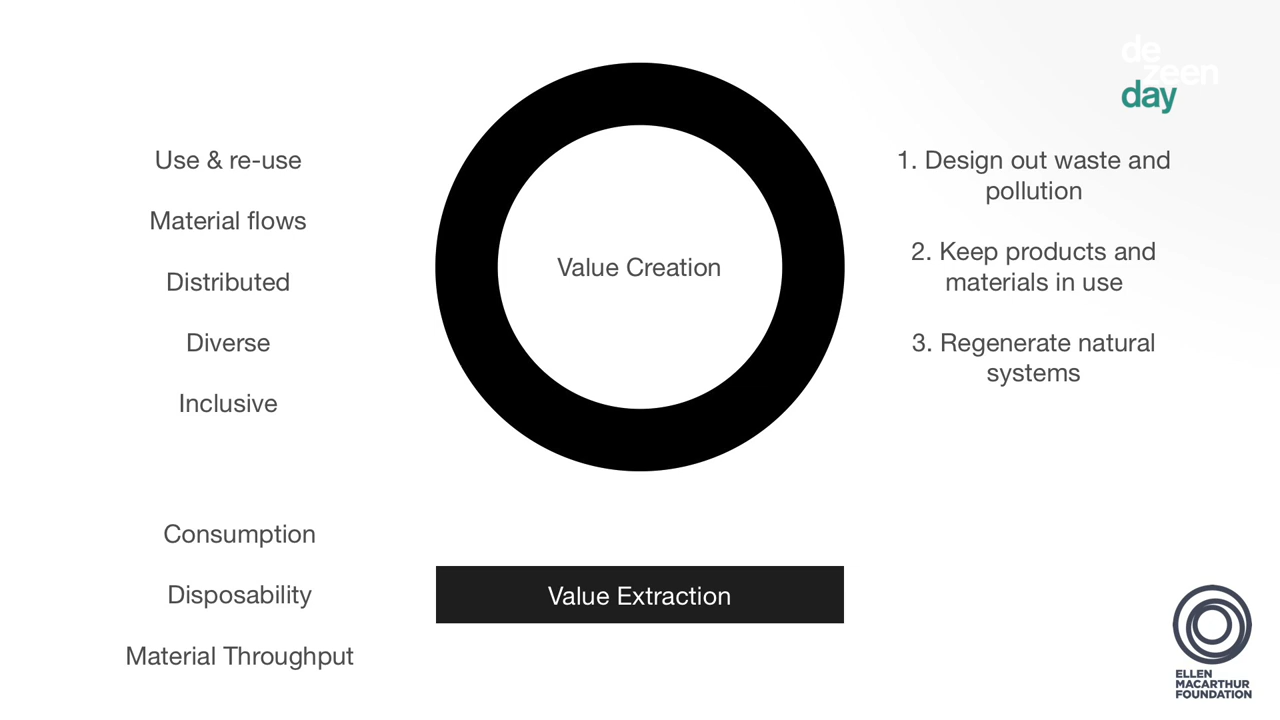 de
zeen
day
Use & re-use
Material flows
Distributed
Diverse
Inclusive
Value Creation
1. Design out waste and
pollution
2. Keep products and
materials in use
3. Regenerate natural
systems
Consumption
Disposability
Material Throughput
Value Extraction
ELLEN
MACARTHUR
FOUNDATION